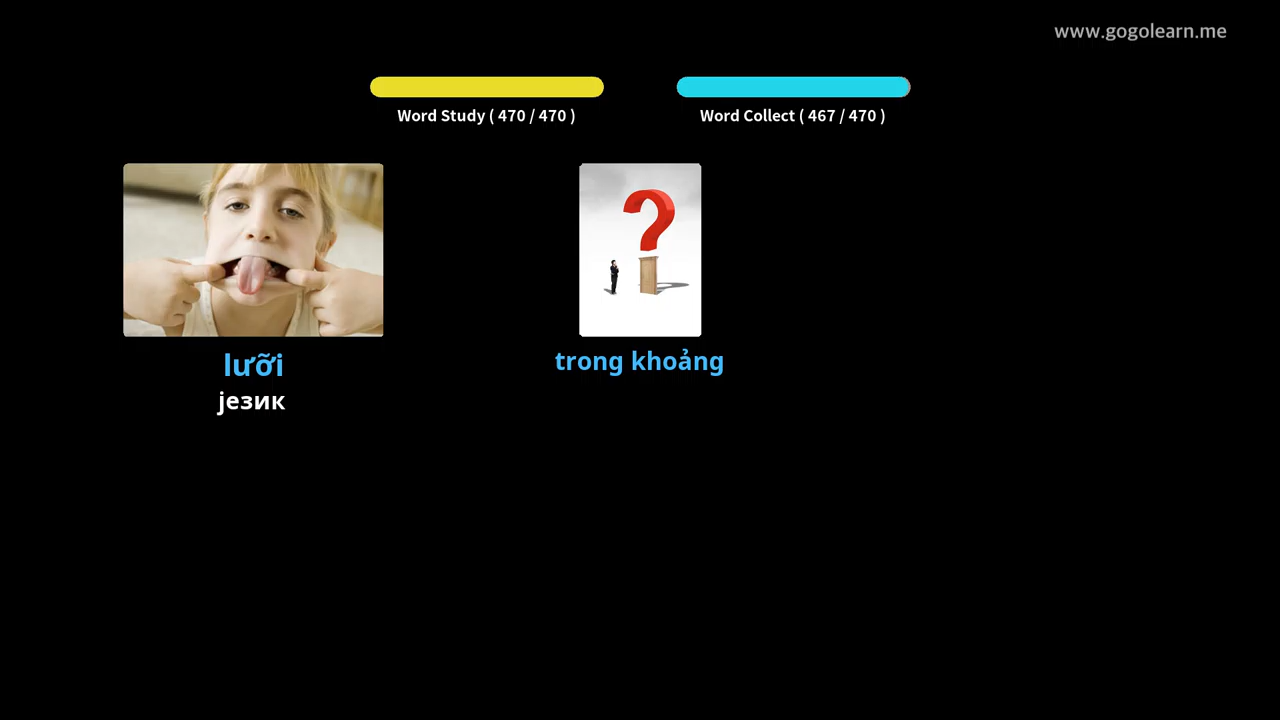 www.gogolearn.me
Word Study ( 470 / 470 )
Word Collect ( 467 / 470 )
lưỡi
језик
trong khoảng